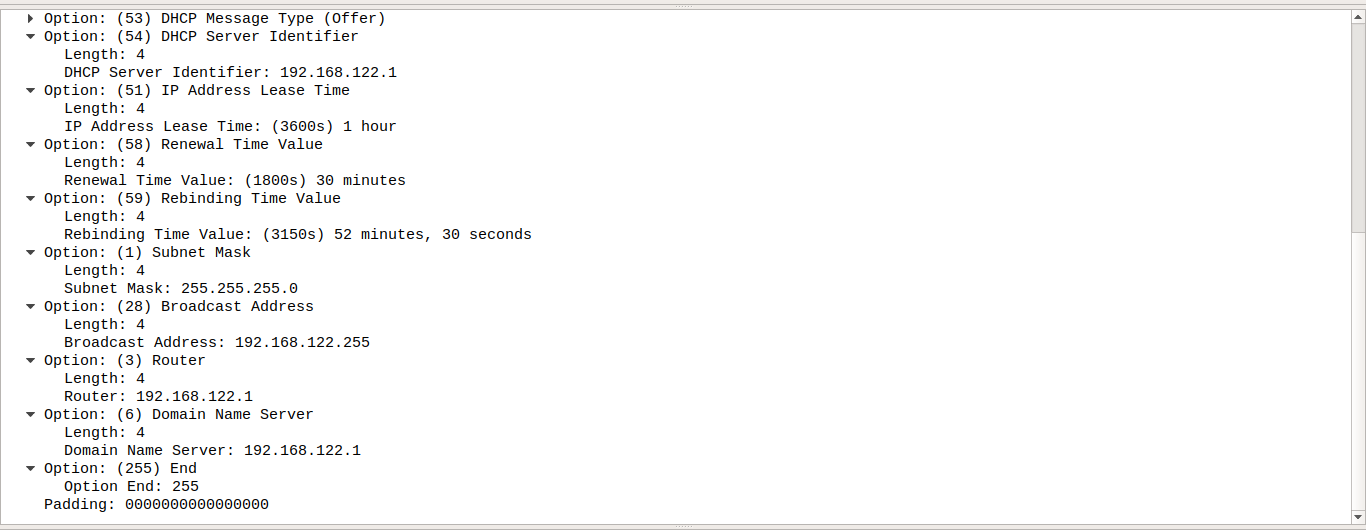 Option: (53) DHCP Message Type (Offer)
Option: (54) DHCP Server Identifier
Length: 4
DHCP Server Identifier: 192.168.122.1
Option: (51) IP Address Lease Time
Length: 4
IP Address Lease Time: (3600s) 1 hour
Option: (58) Renewal Time Value
Length: 4
Renewal Time Value: (1800s) 30 minutes
Option: (59) Rebinding Time Value
Length: 4
Rebinding Time Value: (3150s) 52 minutes, 30 seconds
Option: (1) Subnet Mask
Length: 4
Subnet Mask: 255.255.255.0
Option: (28) Broadcast Address
Length: 4
Broadcast Address: 192.168.122.255
Option: (3) Router
Length: 4
Router: 192.168.122.1
Option: (6) Domain Name Server
Length: 4
Domain Name Server: 192.168.122.1
Option: (255) End
Option End: 255
Padding: 0000000000000000